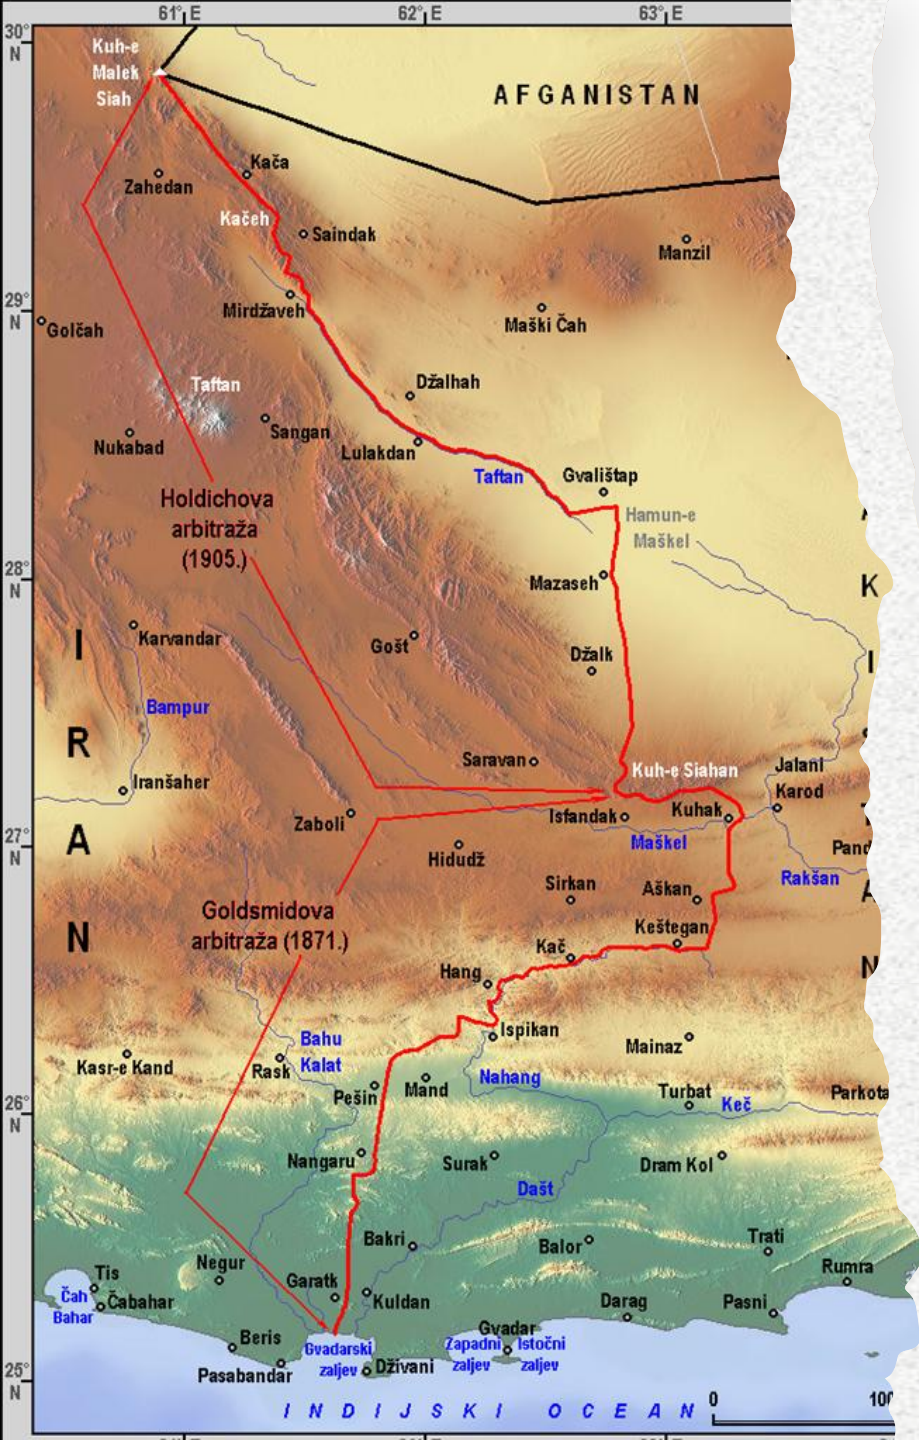 61°E 62°E 63°E
30°
N
Kuh-e
Malek
Siah
AFGANISTAN
Kača
Zahedan
Kačeh
Saindak
Manzil
29°
N
Mirdžaveh
Maški Čah
Golčah
Taftan
Džalhah
Sangan
Nukabad
Lulakdan
Taftan
Gvalištap
Holdichova
arbitraža
(1905.)
Hamun-e
Maškel
28°
N
Mazaseh
K
Karvandar
Gošt
I
Džalk
I
Bampur
R
Saravan
Kuh-e Siahan
Jalani
Iranšaher
Karod
Zaboli
Isfandak
Kuhak
27°
N
A
Maškel
Pand
Hidudž
Rakšan
Sirkan
Aškan
A
Goldsmidova
arbitraža (1871.)
Keštegan
N
Kač
N
Hang
Ispikan
Bahu
Kalat
Mainaz
Kasr-e Kand
Rask
Nahang
Pešin
Mand
Turbat
Keč
Parkota
26°
N
Nangaru
Surak
Dram Kol
Dašt
Bakri
Balor
Trati
Negur
Rumra
Tis
Garatk
Kuldan
Čah
Bahar
Čabahar
Darag
Pasni
Beris
Gvadar
Gvadarski
zaljev
Zapadni
zaljev
Istočni
zaljev
Pasabandar
Dživani
25°
N
INDIJSKI OCEAN
0 100